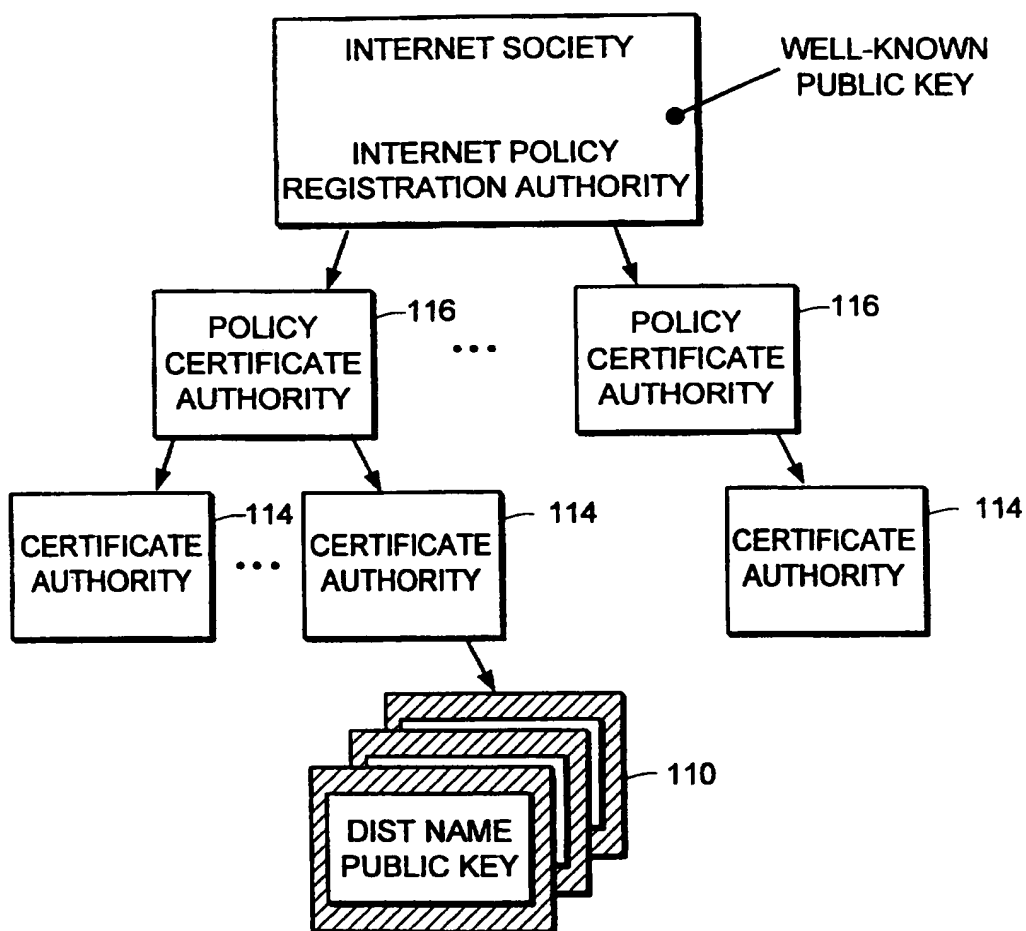 INTERNET SOCIETY
INTERNET POLICY
REGISTRATION AUTHORITY
WELL-KNOWN
PUBLIC KEY
POLICY
CERTIFICATE
AUTHORITY
116
...
POLICY
CERTIFICATE
AUTHORITY
116
CERTIFICATE
AUTHORITY
114
...
CERTIFICATE
AUTHORITY
114
CERTIFICATE
AUTHORITY
114
DIST NAME
PUBLIC KEY
110